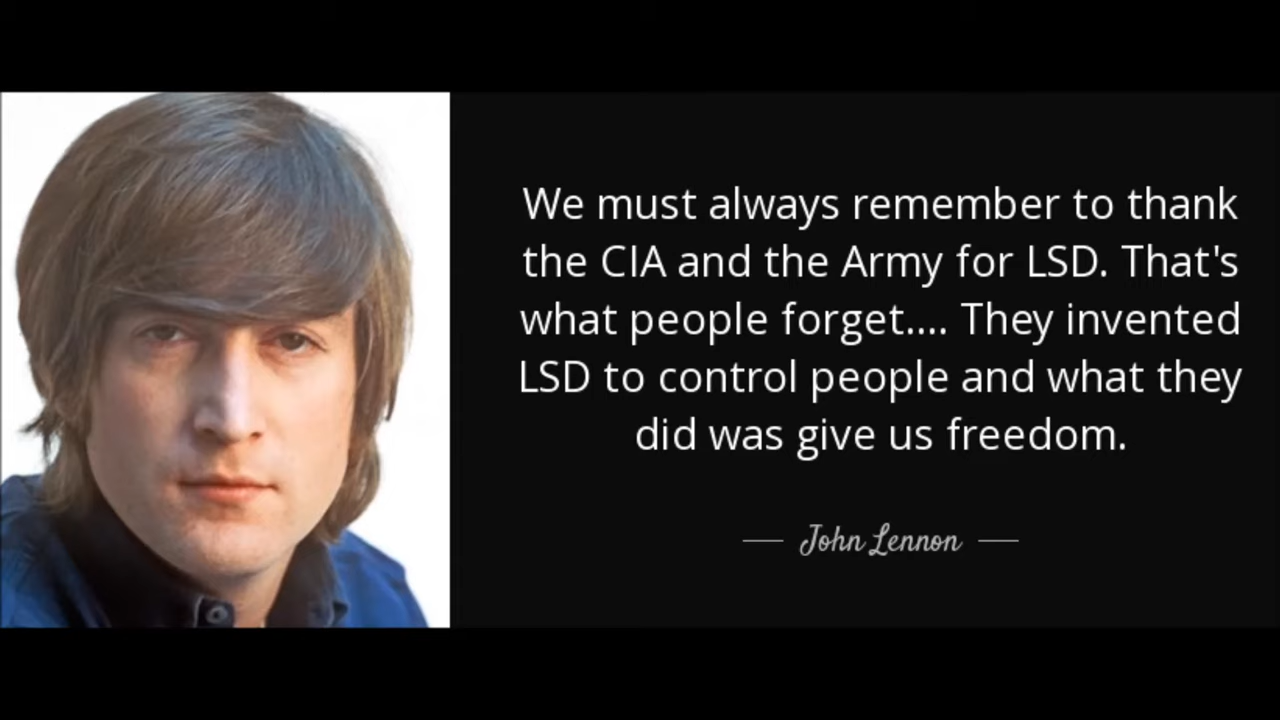 We must always remember to thank
the CIA and the Army for LSD. That's
what people forget.... They invented
LSD to control people and what they
did was give us freedom.
John Lennon